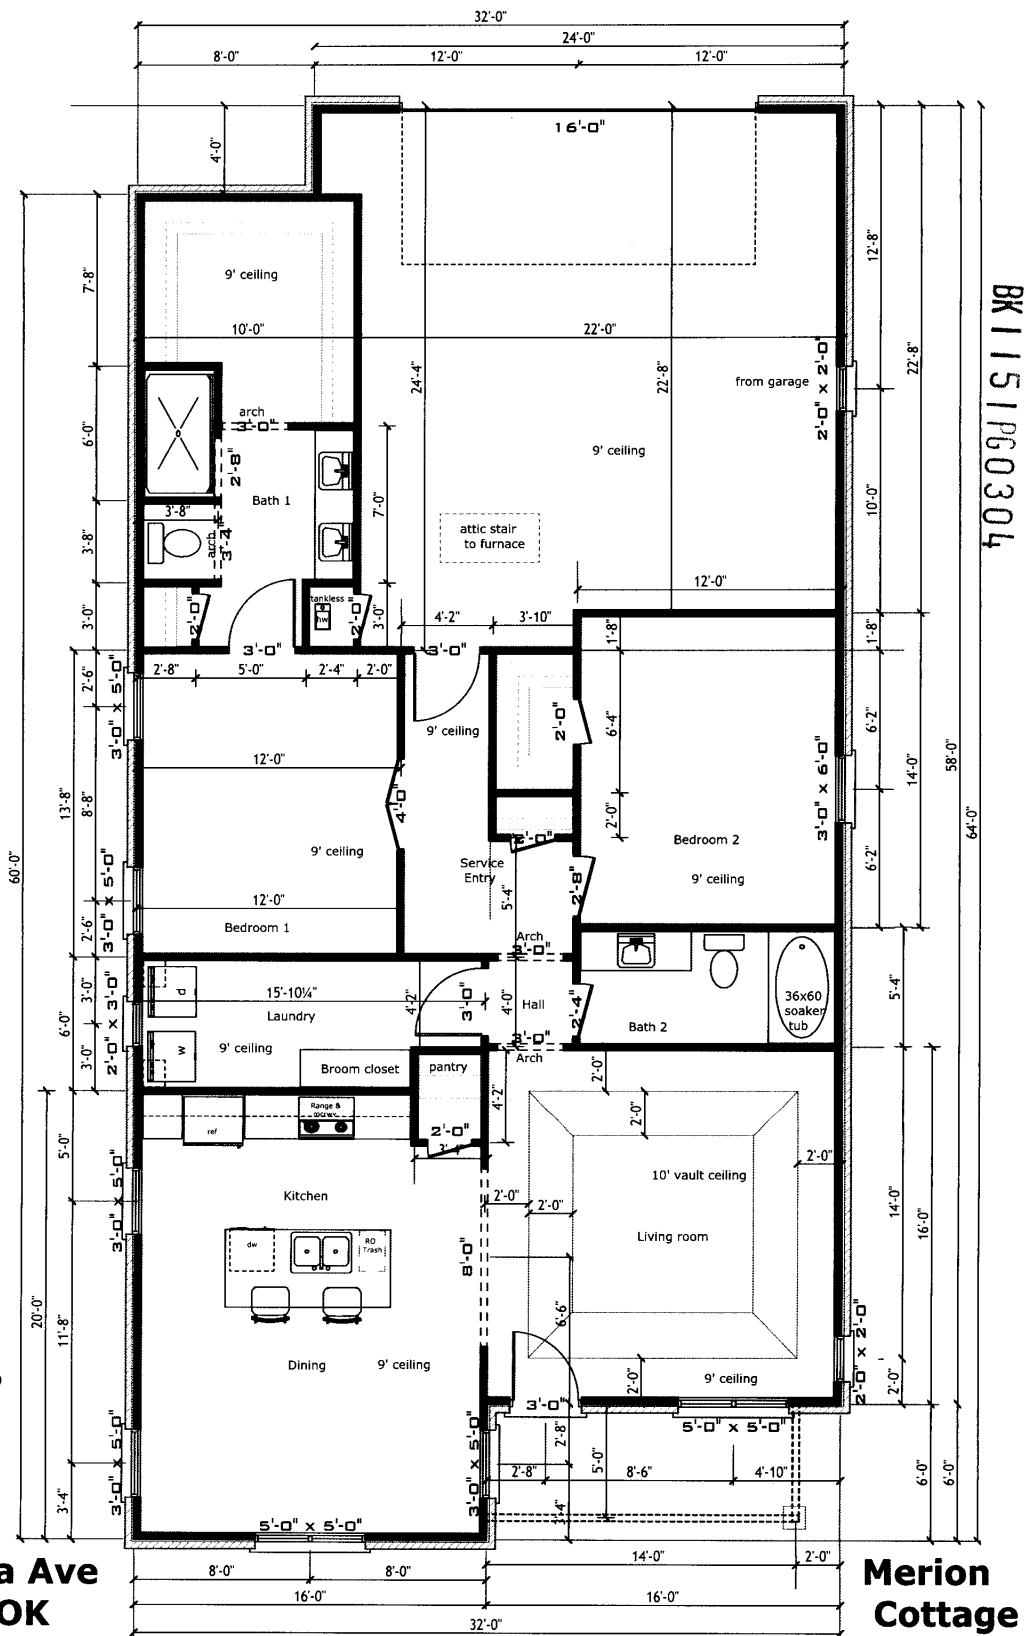 32'-0"
24'-0"
8'-0" 12'-0" 12'-0"
16'-0"
4'-0"
12'-8"
7'-8"
9' ceiling
10'-0" 22'-0"
24'-4"
22'-8"
22'-8"
from garage
2'-0" x 2'-0"
BK1151PG0304
arch
3'-0"
6'-0"
2'-8"
9' ceiling
Bath 1
7'-0"
10'-0"
3'-8"
3'-8"
arch
3'-4"
attic stair
to furnace
12'-0"
3'-0"
2'-0"
tankless
hw
2'-0"
3'-0"
4'-2" 3'-10"
1'-8"
1'-8"
3'-0"
3'-0"
2'-8" 5'-0" 2'-4" 2'-0"
2'-6"
3'-0" x 5'-0"
9' ceiling
2'-0"
6'-4"
6'-2"
12'-0"
4'-0"
3'-0" x 6'-0"
14'-0"
58'-0"
64'-0"
13'-8"
8'-8"
2'-0"
2'-0"
Bedroom 2
9' ceiling
9' ceiling
Service
Entry
60'-0"
3'-0" x 5'-0"
12'-0"
5'-4"
2'-8"
6'-2"
Bedroom 1
2'-6"
Arch
3'-0"
3'-0"
2'-0" x 3'-0"
15'-10¼"
d
4'-2"
3'-0"
4'-0"
Hall
2'-4"
36x60
soaker
tub
5'-4"
6'-0"
Laundry
Bath 2
3'-0"
w
9' ceiling
3'-0"
Arch
Broom closet
pantry
2'-0"
4'-2"
2'-0"
Range &
ref
2'-0"
3'-4"
5'-0"
3'-0" x 5'-0"
2'-0"
10' vault ceiling
Kitchen
2'-0"
2'-0"
14'-0"
16'-0"
dw
RO
Trash
8'-0"
Living room
20'-0"
11'-8"
6'-6"
Dining 9' ceiling
2'-0"
9' ceiling
2'-0" x 2'-0"
2'-0"
3'-0"
5'-0" x 5'-0"
3'-0" x 5'-0"
3'-0" x 5'-0"
2'-8"
5'-0"
2'-8" 8'-6" 4'-10"
6'-0"
6'-0"
3'-4"
3'-4"
5'-0" x 5'-0"
14'-0" 2'-0"
a Ave
OK
Merion
Cottage
8'-0" 8'-0"
16'-0" 16'-0"
32'-0"